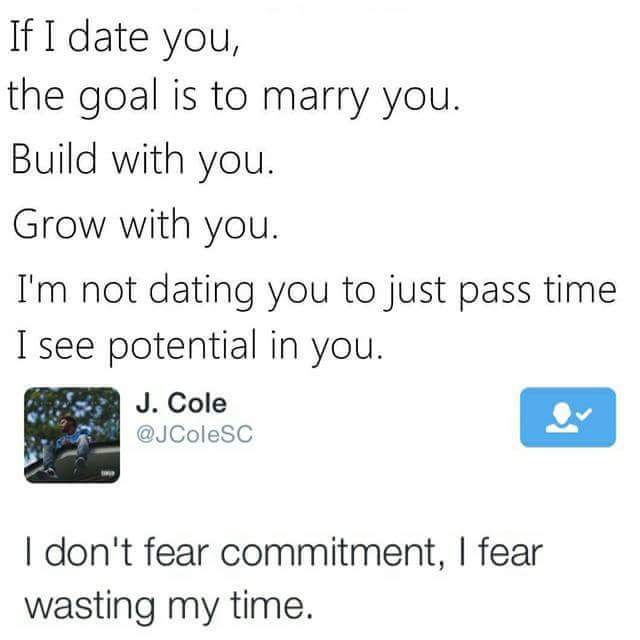 If I date you,
the goal is to marry you.
Build with you.
Grow with you.
I'm not dating you to just pass time
I see potential in you.
J. Cole
@JColeSC
I don't fear commitment, I fear
wasting my time.